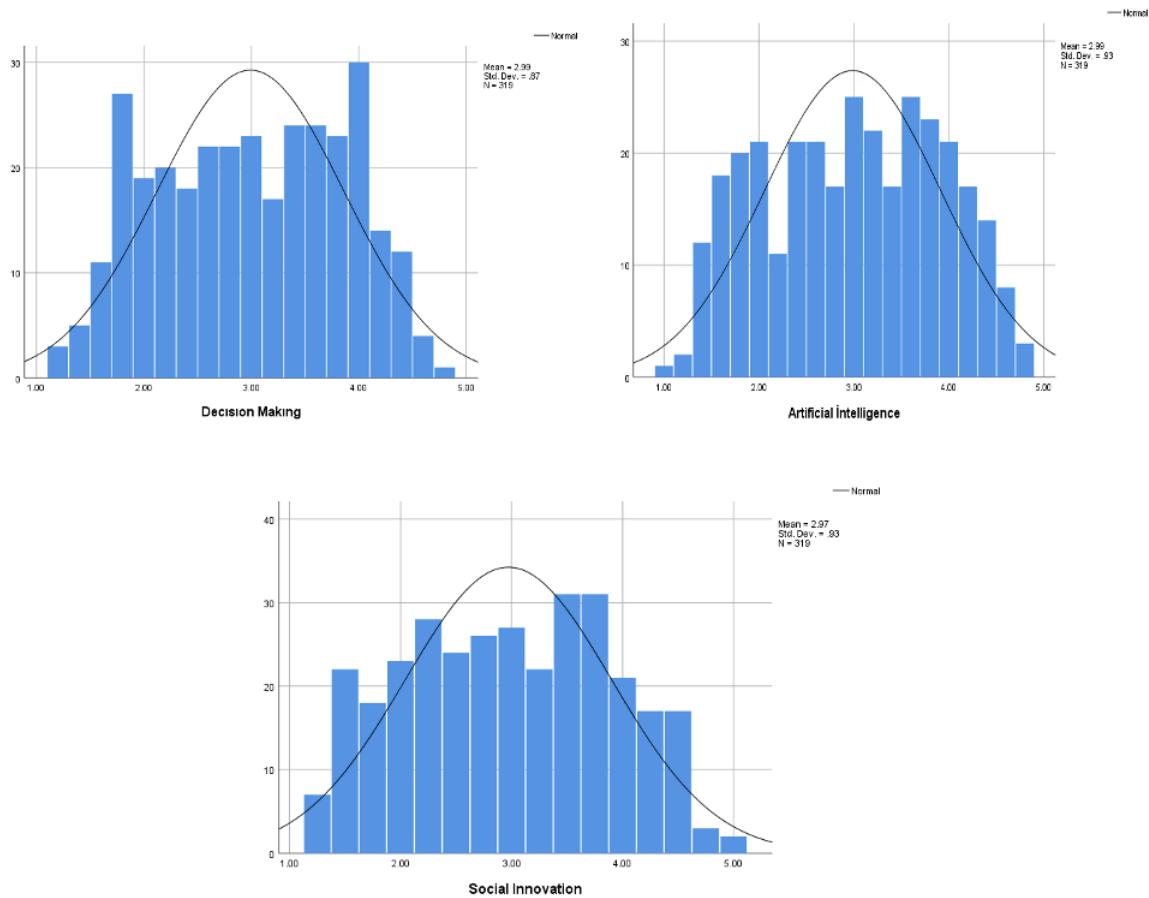 Normal
Mean = 2.99
Std. Dev. = .87
N = 319
30
20
10
0
1.00 2.00 3.00 4.00 5.00
Decısıon Makıng
Normal
Mean = 2.99
Std. Dev. = .93
N = 319
30
20
10
0
1.00 2.00 3.00 4.00 5.00
Artificial İntelligence
Normal
Mean = 2.97
Std. Dev. = .93
N = 319
40
30
20
10
0
1.00 2.00 3.00 4.00 5.00
Social Innovation